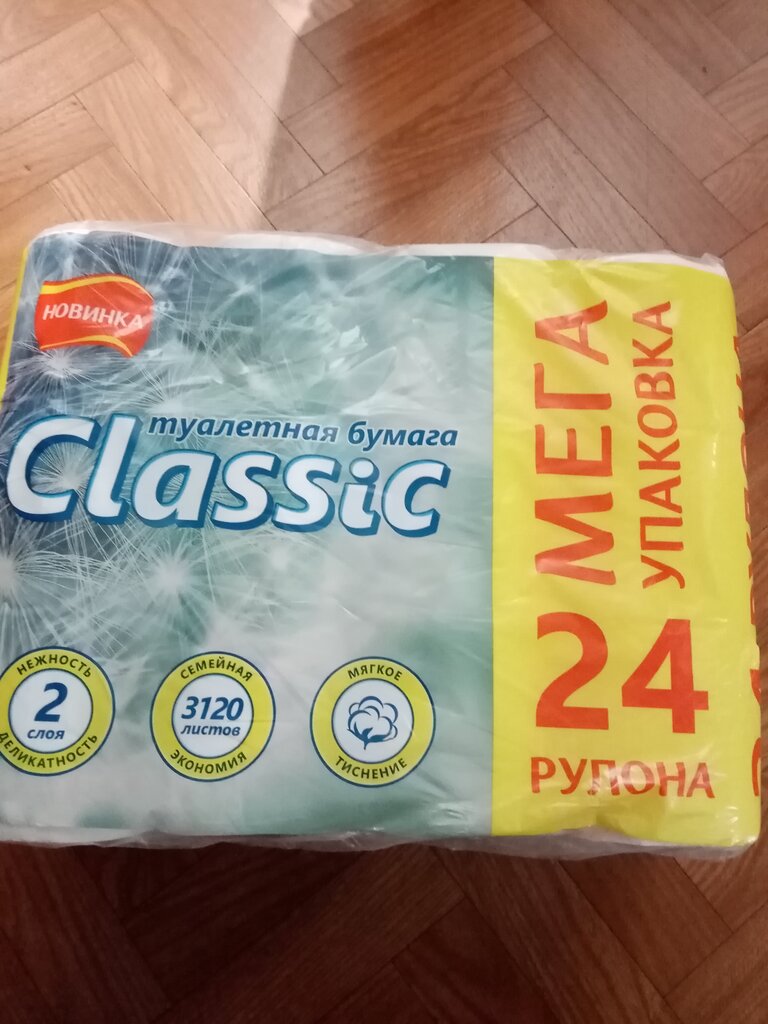 НОВИНКА
туалетная бумага
Classic
НЕЖНОСТЬ
2
слоя
ДЕЛИКАТНОСТЬ
СЕМЕЙНАЯ
3120
листов
ЭКОНОМИЯ
МЯГКОЕ
ТИСНЕНИЕ
МЕГА
УПАКОВКА
24
РУЛОНА